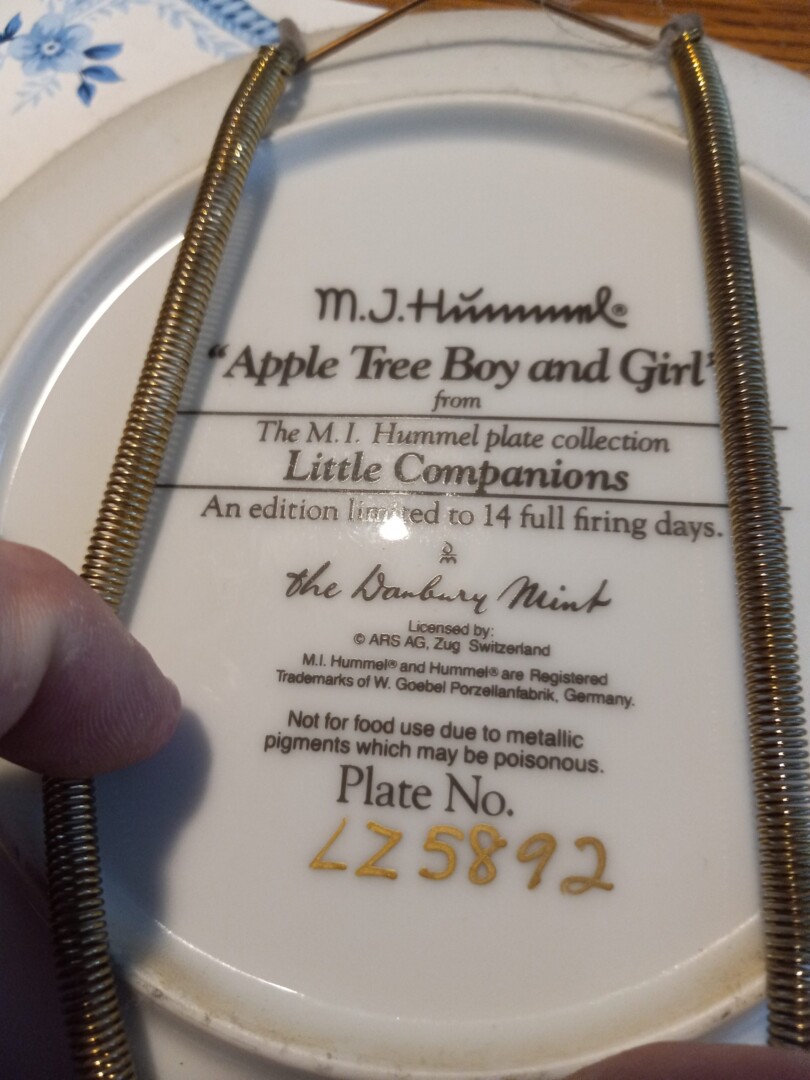 M.J.Hummel®
"Apple Tree Boy and Girl"
from
The M. I. Hummel plate collection
Little Companions
An edition limited to 14 full firing days.
DM
the Danbury Mint
Licensed by:
© ARS AG, Zug Switzerland
M.I. Hummel® and Hummel® are Registered
Trademarks of W. Goebel Porzellanfabrik, Germany.
Not for food use due to metallic
pigments which may be poisonous.
Plate No.
LZ5892